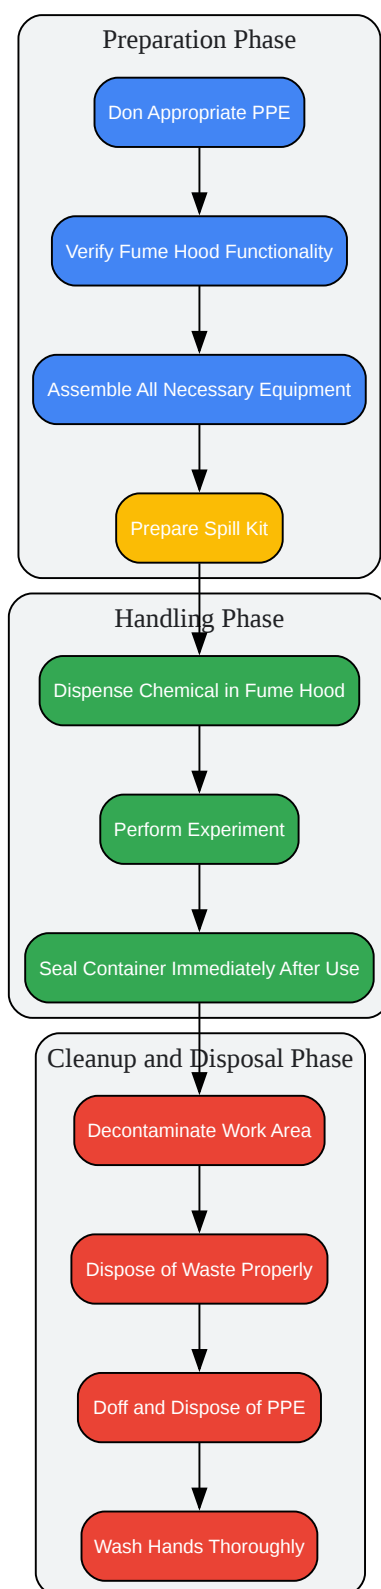 Preparation Phase
Don Appropriate PPE
Verify Fume Hood Functionality
Assemble All Necessary Equipment
Prepare Spill Kit
Handling Phase
Dispense Chemical in Fume Hood
Perform Experiment
Seal Container Immediately After Use
Cleanup and Disposal Phase
Decontaminate Work Area
Dispose of Waste Properly
Doff and Dispose of PPE
Wash Hands Thoroughly